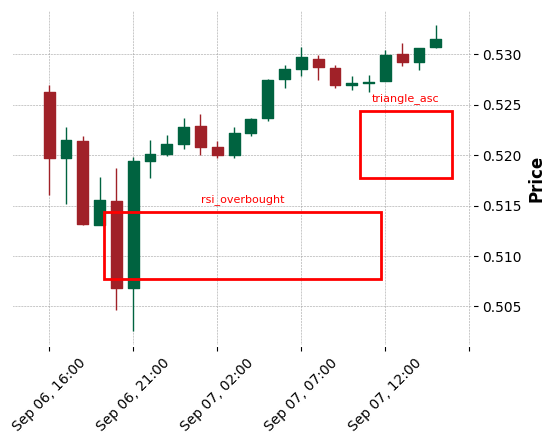 0.530
triangle_asc
0.525
0.520
Price
rsi_overbought
0.515
0.510
0.505
Sep 06, 16:00
Sep 06, 21:00
Sep 07, 02:00
Sep 07, 07:00
Sep 07, 12:00